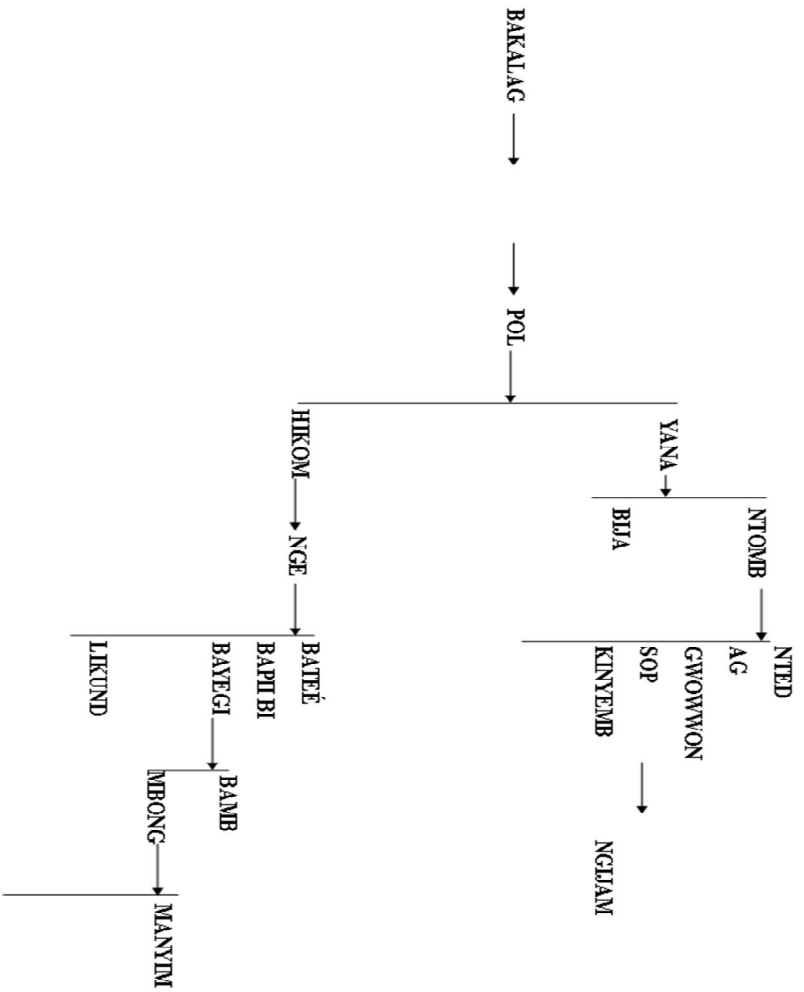 BAKALAG
POL
YANA
HIKOM
NTOMB
BIJA
NGE
NTED
AG
GWOWWON
SOP
KINYEMB
NGIJAM
BATEÉ
BAPII BI
BAYEGI
LIKUND
BAMB
MBONG
MANYIM